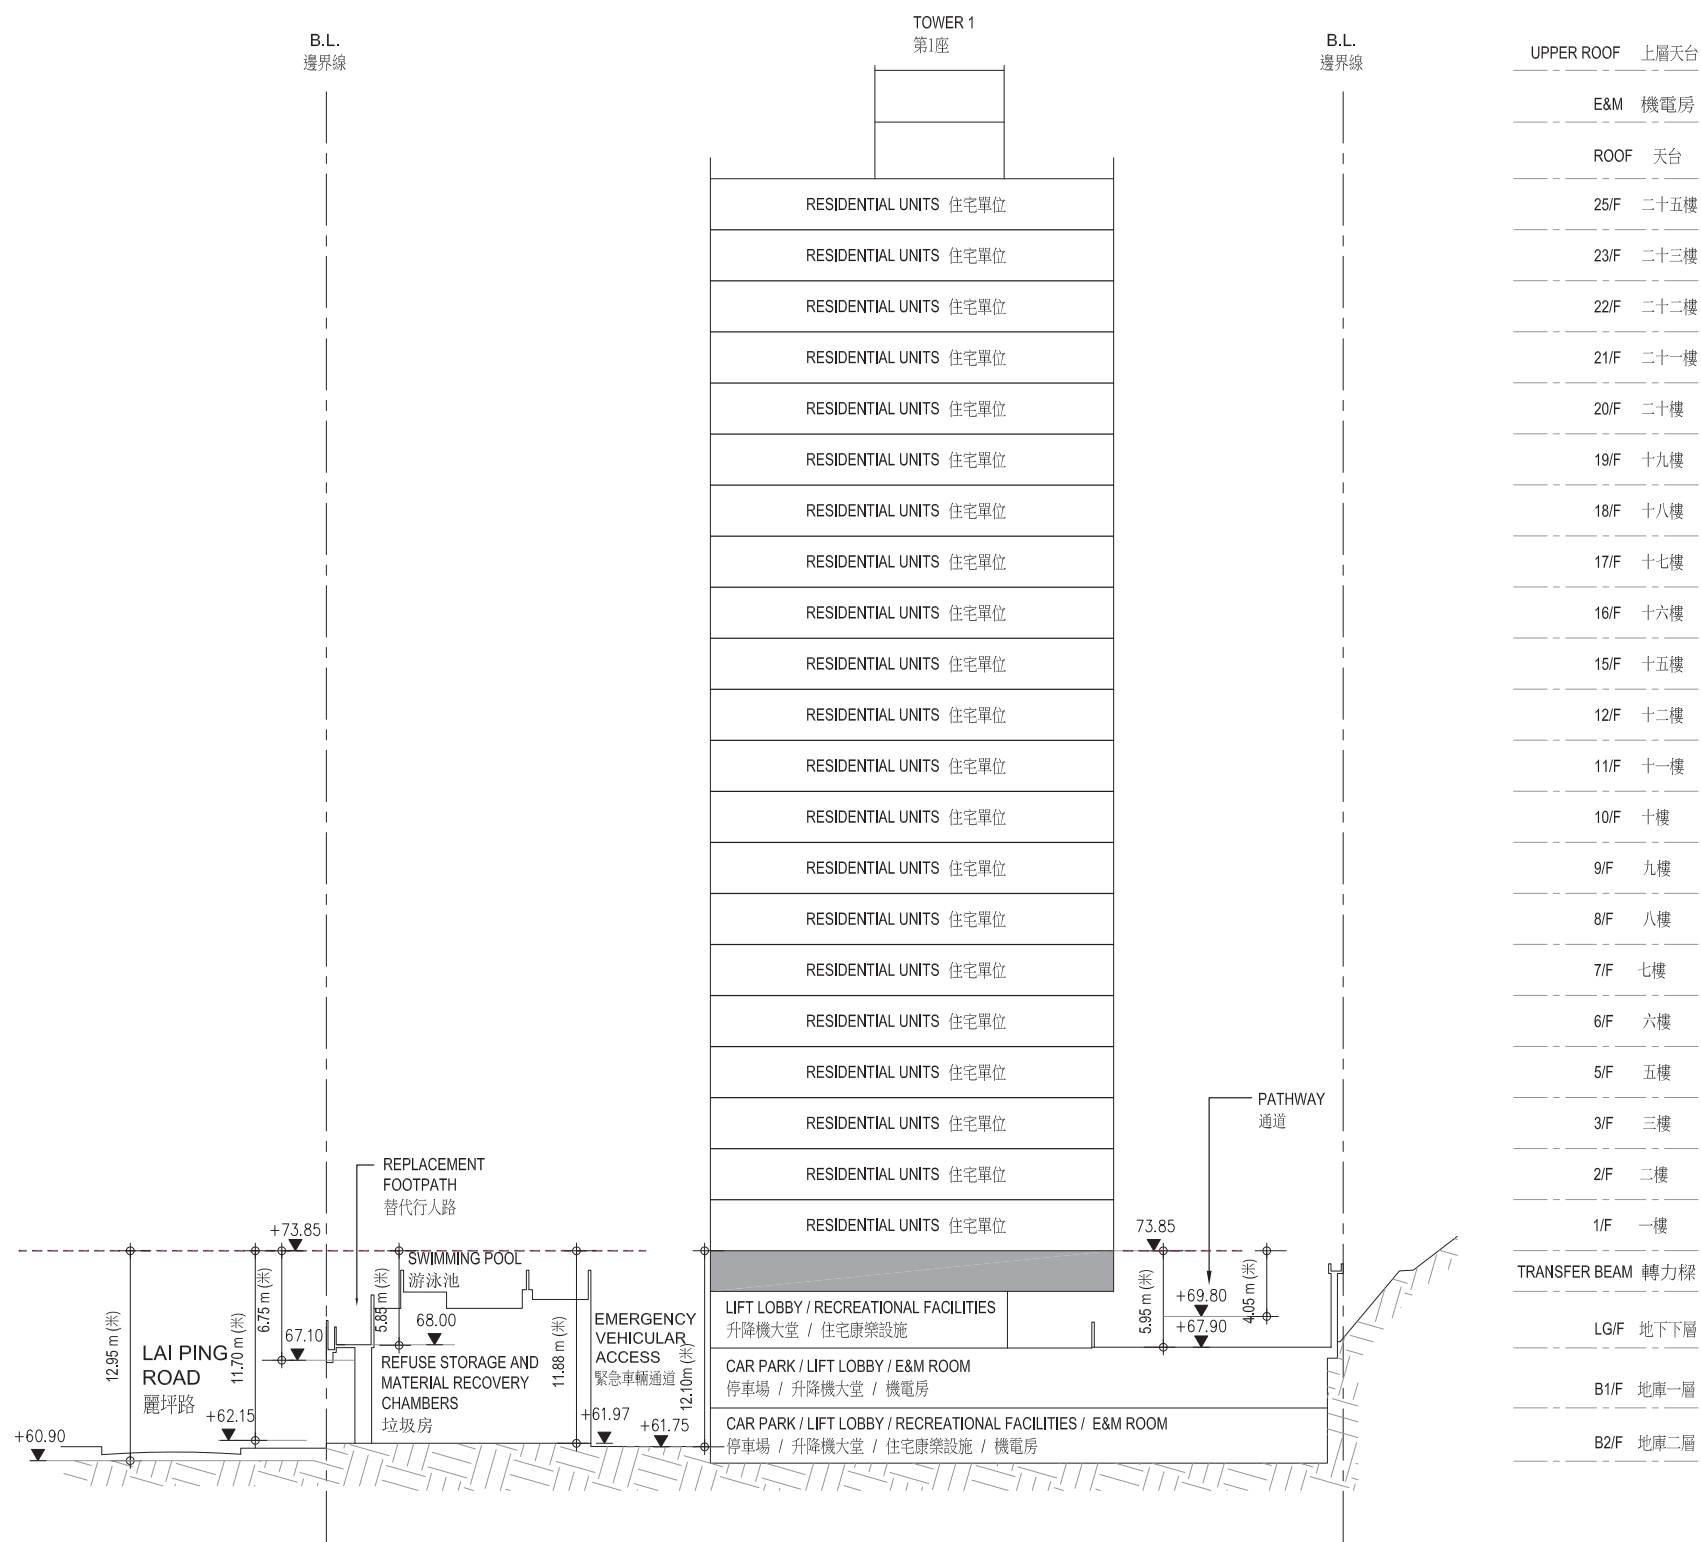 TOWER 1
第1座
B.L.
邊界線
B.L.
邊界線
UPPER ROOF 上層天台
E&M 機電房
ROOF 天台
RESIDENTIAL UNITS 住宅單位 25/F 二十五樓
RESIDENTIAL UNITS 住宅單位 23/F 二十三樓
RESIDENTIAL UNITS 住宅單位 22/F 二十二樓
RESIDENTIAL UNITS 住宅單位 21/F 二十一樓
RESIDENTIAL UNITS 住宅單位 20/F 二十樓
RESIDENTIAL UNITS 住宅單位 19/F 十九樓
RESIDENTIAL UNITS 住宅單位 18/F 十八樓
RESIDENTIAL UNITS 住宅單位 17/F 十七樓
RESIDENTIAL UNITS 住宅單位 16/F 十六樓
RESIDENTIAL UNITS 住宅單位 15/F 十五樓
RESIDENTIAL UNITS 住宅單位 12/F 十二樓
RESIDENTIAL UNITS 住宅單位 11/F 十一樓
RESIDENTIAL UNITS 住宅單位 10/F 十樓
RESIDENTIAL UNITS 住宅單位 9/F 九樓
RESIDENTIAL UNITS 住宅單位 8/F 八樓
RESIDENTIAL UNITS 住宅單位 7/F 七樓
RESIDENTIAL UNITS 住宅單位 6/F 六樓
RESIDENTIAL UNITS 住宅單位 5/F 五樓
RESIDENTIAL UNITS 住宅單位 3/F 三樓
RESIDENTIAL UNITS 住宅單位 2/F 二樓
RESIDENTIAL UNITS 住宅單位 1/F 一樓
PATHWAY
通道
REPLACEMENT
FOOTPATH
替代行人路
+73.85
73.85
TRANSFER BEAM 轉力樑
SWIMMING POOL
游泳池
12.95 m (米)
11.70 m (米)
6.75 m (米)
5.85 m (米)
11.88 m (米)
12.10m (米)
5.95 m (米)
4.05 m (米)
+69.80
+67.90
67.10
68.00
LIFT LOBBY / RECREATIONAL FACILITIES
升降機大堂 / 住宅康樂設施
LG/F 地下下層
EMERGENCY
VEHICULAR
ACCESS
緊急車輛通道
LAI PING
ROAD
麗坪路
REFUSE STORAGE AND
MATERIAL RECOVERY
CHAMBERS
垃圾房
CAR PARK / LIFT LOBBY / E&M ROOM
停車場 / 升降機大堂 / 機電房
B1/F 地庫一層
+60.90
+62.15
+61.97
+61.75
CAR PARK / LIFT LOBBY / RECREATIONAL FACILITIES / E&M ROOM
停車場 / 升降機大堂 / 住宅康樂設施 / 機電房
B2/F 地庫二層